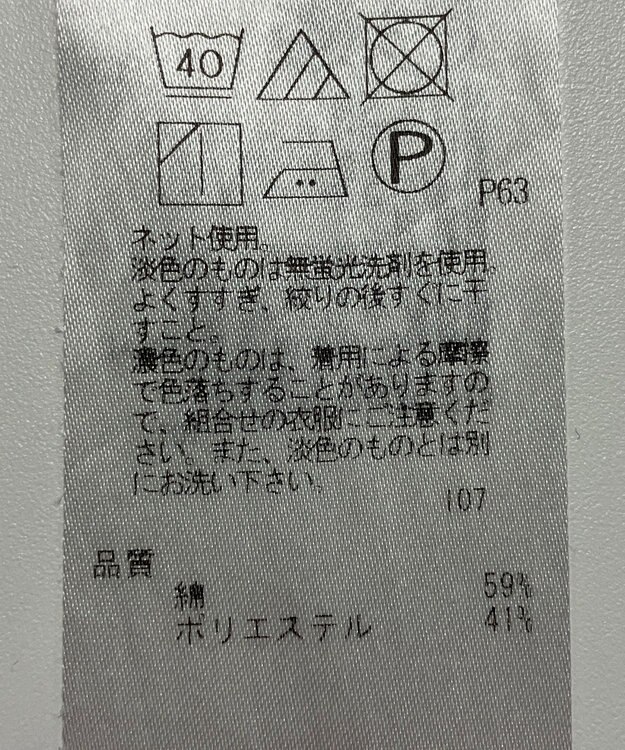 40
P
P63
ネット使用。
淡色のものは無蛍光洗剤を使用。
よくすすぎ、絞りの後すぐに干
すこと。
濃色のものは、着用による摩擦
で色落ちすることがありますの
で、組合せの衣服にご注意くだ
さい。また、淡色のものとは別
にお洗い下さい。
107
品質
綿 59%
ポリエステル 41%